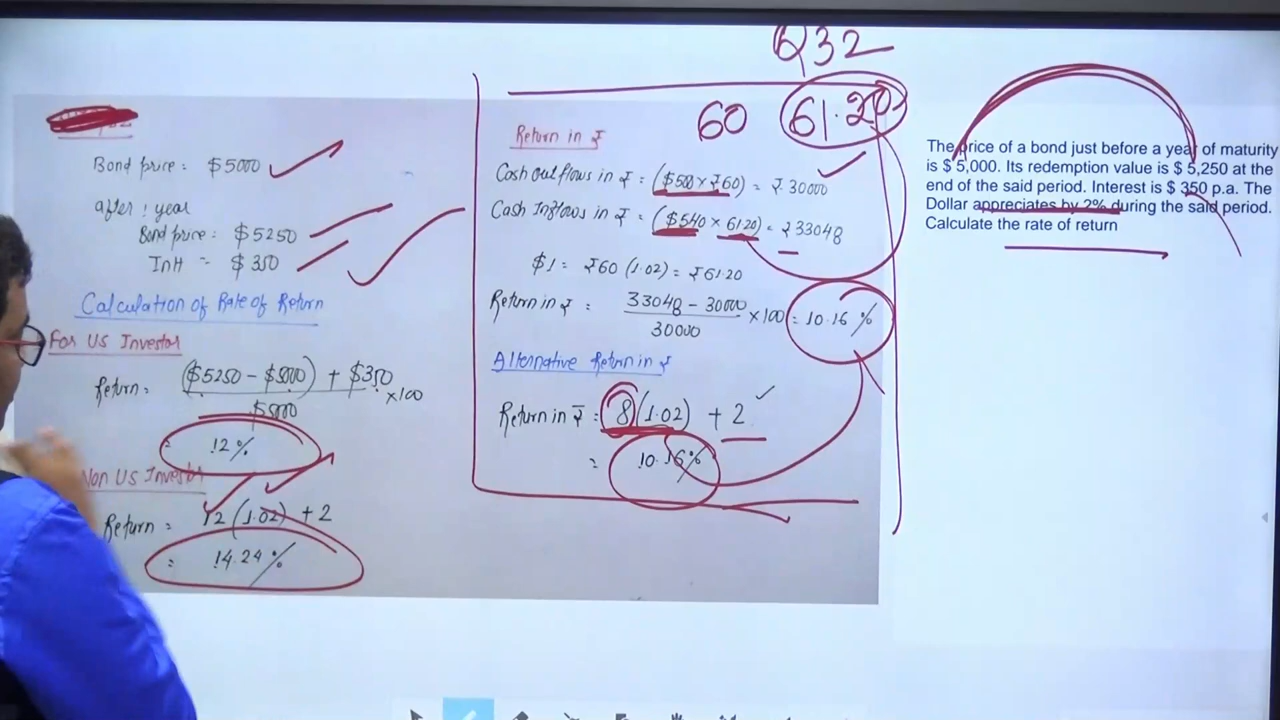 Q32
60 61.20
Bond price: $5000
after 1 year
Bond price: $5250
Intt = $350
Calculation of Rate of Return
For US Investor
Return: ($5250 - $5000) + $350 ×100
$5000
= 12%
Non US Investor
Return = 12 (1.02) + 2
= 14.24%
Return in ₹
Cash outflows in ₹ = ($500 × ₹60) = ₹30000
Cash Inflows in ₹ = ($540 × 61.20) = ₹33048
$1 = ₹60 (1.02) = ₹61.20
Return in ₹ = 33048 - 30000 ×100 = 10.16 %
30000
Alternative Return in ₹
Return in ₹ = 8 (1.02) + 2
= 10.16%
The price of a bond just before a year of maturity
is $ 5,000. Its redemption value is $ 5,250 at the
end of the said period. Interest is $ 350 p.a. The
Dollar appreciates by 2% during the said period.
Calculate the rate of return